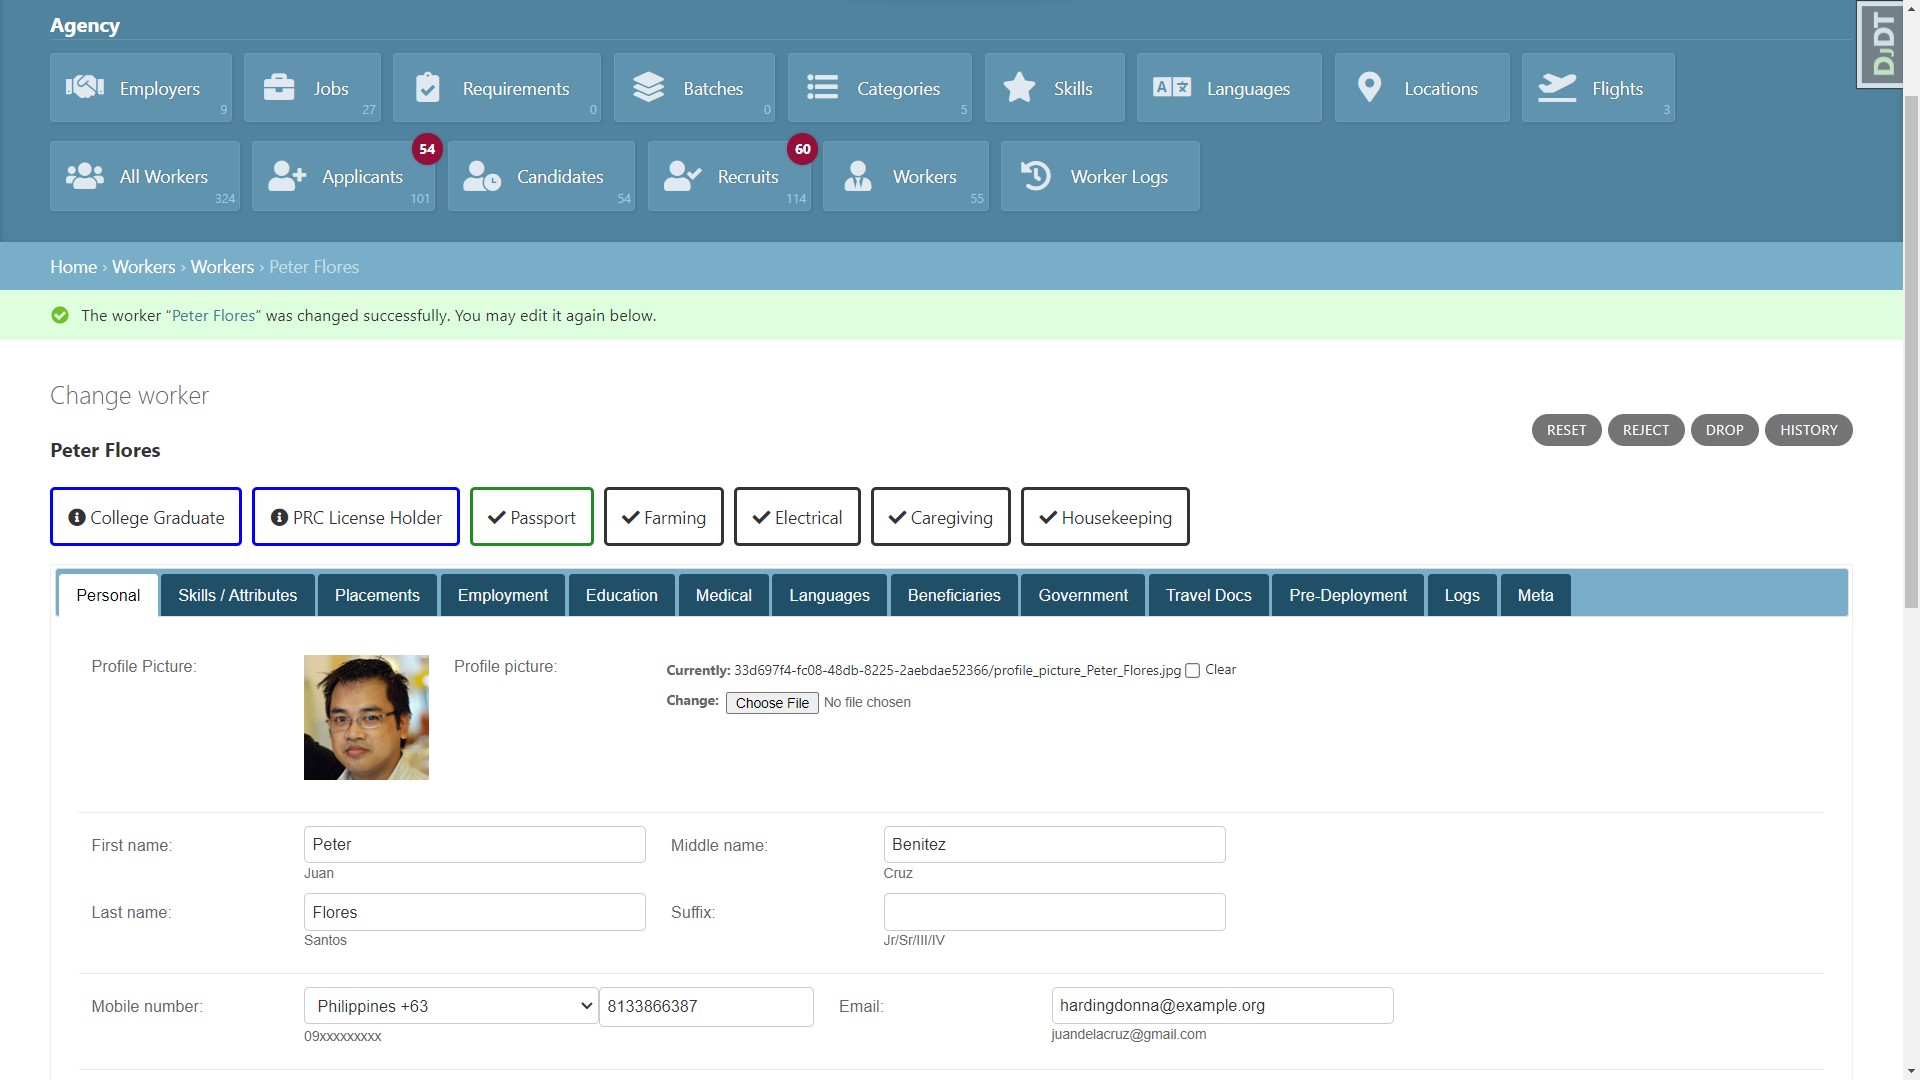 Agency
DJDT
Employers 9
Jobs 27
Requirements 0
Batches 0
Categories 5
Skills
Languages
Locations
Flights 3
All Workers 324
Applicants 101 54
Candidates 54
Recruits 114 60
Workers 55
Worker Logs
Home › Workers › Workers › Peter Flores
The worker “Peter Flores” was changed successfully. You may edit it again below.
Change worker
RESET REJECT DROP HISTORY
Peter Flores
College Graduate
PRC License Holder
Passport
Farming
Electrical
Caregiving
Housekeeping
Personal Skills / Attributes Placements Employment Education Medical Languages Beneficiaries Government Travel Docs Pre-Deployment Logs Meta
Profile Picture:
Profile picture:
Currently: 33d697f4-fc08-48db-8225-2aebdae52366/profile_picture_Peter_Flores.jpg Clear
Change: Choose File No file chosen
First name: Peter
Juan
Middle name: Benitez
Cruz
Last name: Flores
Santos
Suffix:
Jr/Sr/III/IV
Mobile number: Philippines +63 8133866387
09xxxxxxxxx
Email: hardingdonna@example.org
juandelacruz@gmail.com